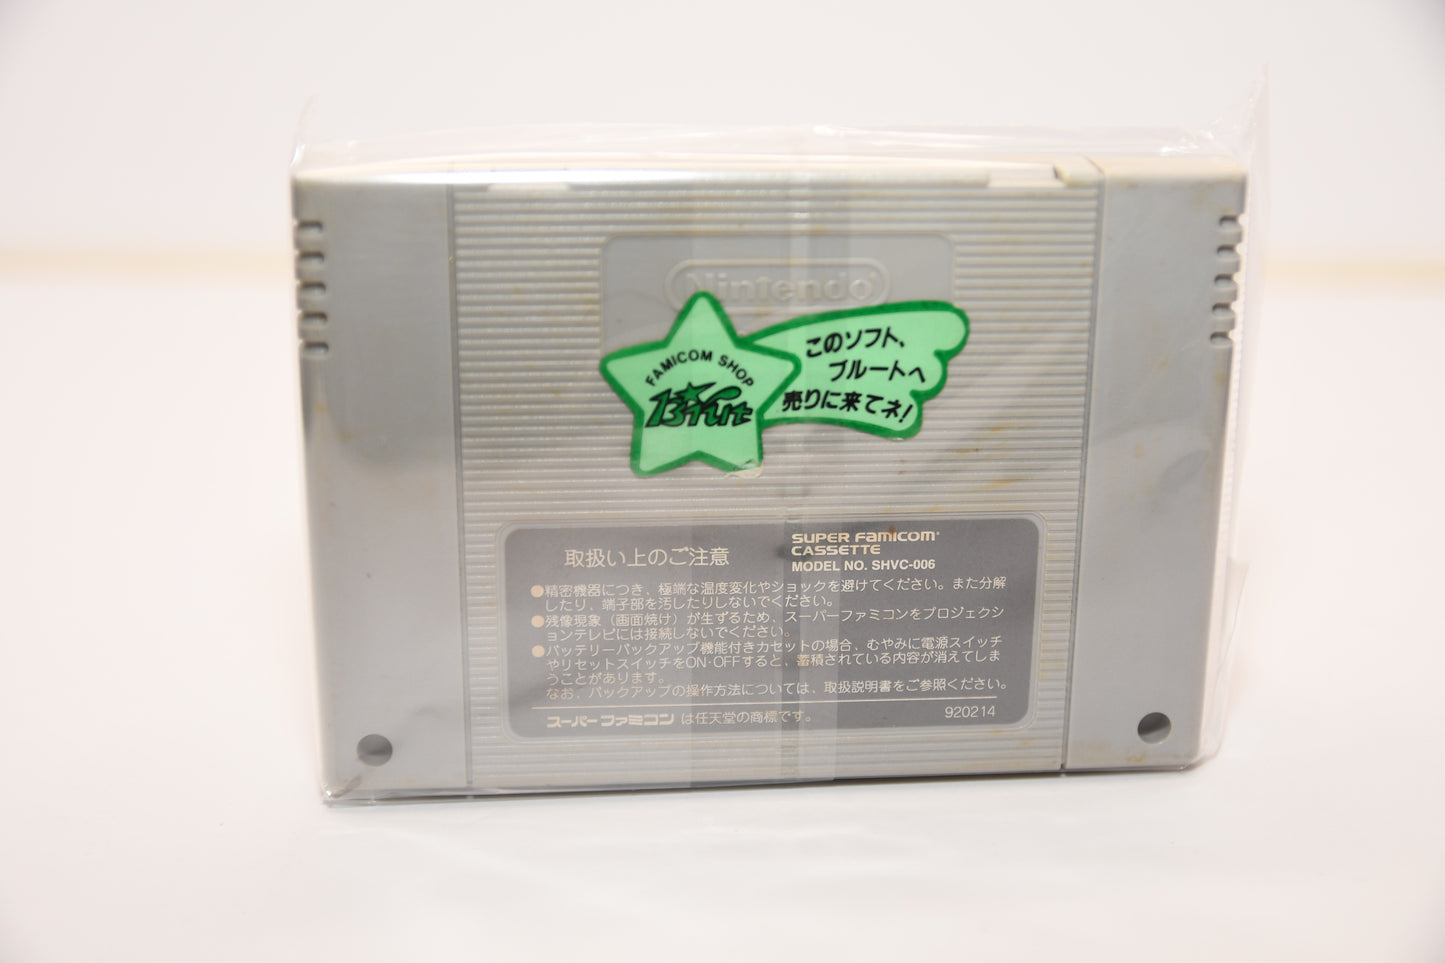 Nintendo
FAMICOM SHOP
Brut
このソフト、
ブルートへ
売りに来てネ!
取扱い上のご注意
SUPER FAMICOM
CASSETTE
MODEL NO. SHVC-006
●精密機器につき、極端な温度変化やショックを避けてください。また分解
したり、端子部を汚したりしないでください。
●残像現象(画面焼け)が生ずるため、スーパーファミコンをプロジェクシ
ョンテレビには接続しないでください。
●バッテリーバックアップ機能付きカセットの場合、むやみに電源スイッチ
やリセットスイッチをON・OFFすると、蓄積されている内容が消えてしま
うことがあります。
なお、バックアップの操作方法については、取扱説明書をご参照ください。
スーパーファミコンは任天堂の商標です。
920214